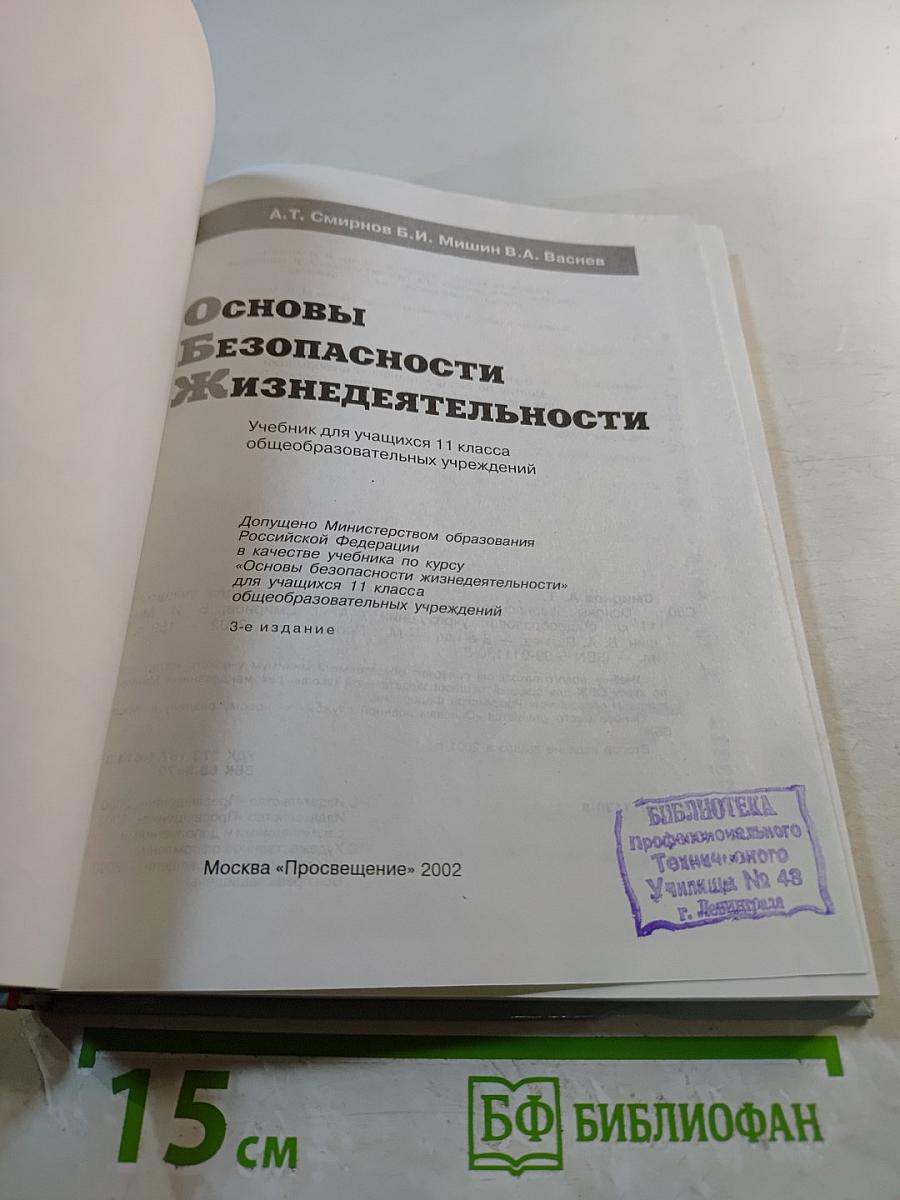 А.Т. Смирнов Б.И. Мишин В.А. Васнев
Основы
Безопасности
Жизнедеятельности
Учебник для учащихся 11 класса
общеобразовательных учреждений
Допущено Министерством образования
Российской Федерации
в качестве учебника по курсу
«Основы безопасности жизнедеятельности»
для учащихся 11 класса
общеобразовательных учреждений
3-е издание
Москва «Просвещение» 2002
БИБЛИОТЕКА
Профессионального
Технического
Училища № 43
г. Ленинграда
15 см
БФ БИБЛИОФАН